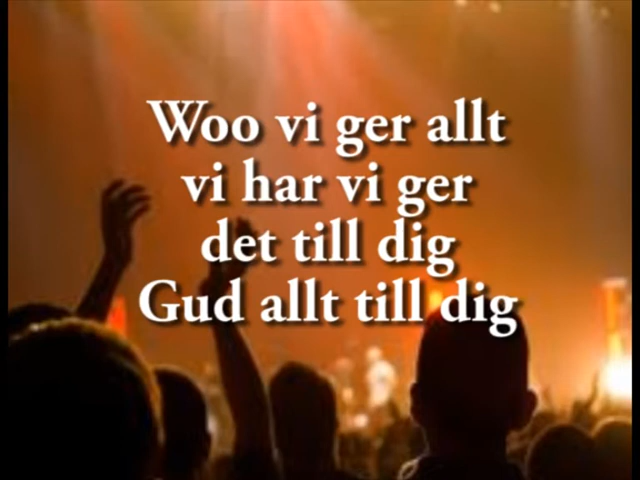 Woo vi ger allt
vi har vi ger
det till dig
Gud allt till dig